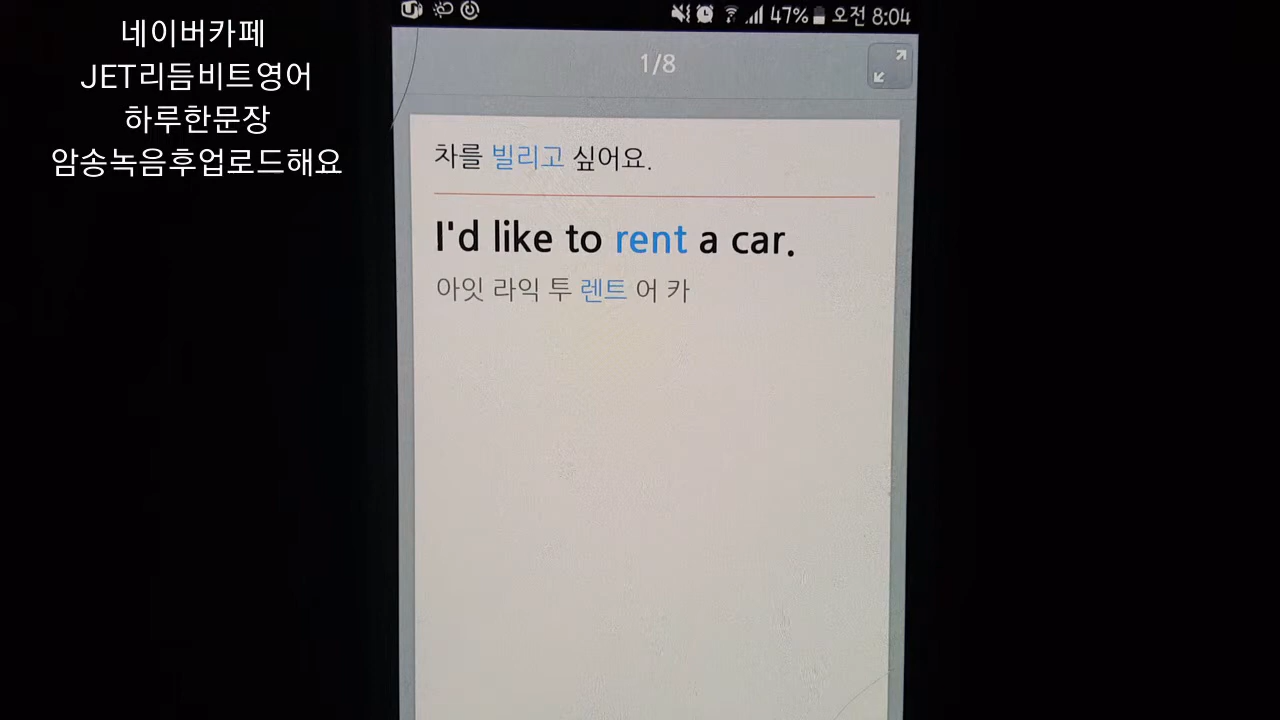 네이버카페
JET리듬비트영어
하루한문장
암송녹음후업로드해요
47% 오전 8:04
1/8
차를 빌리고 싶어요.
I'd like to rent a car.
아잇 라익 투 렌트 어 카